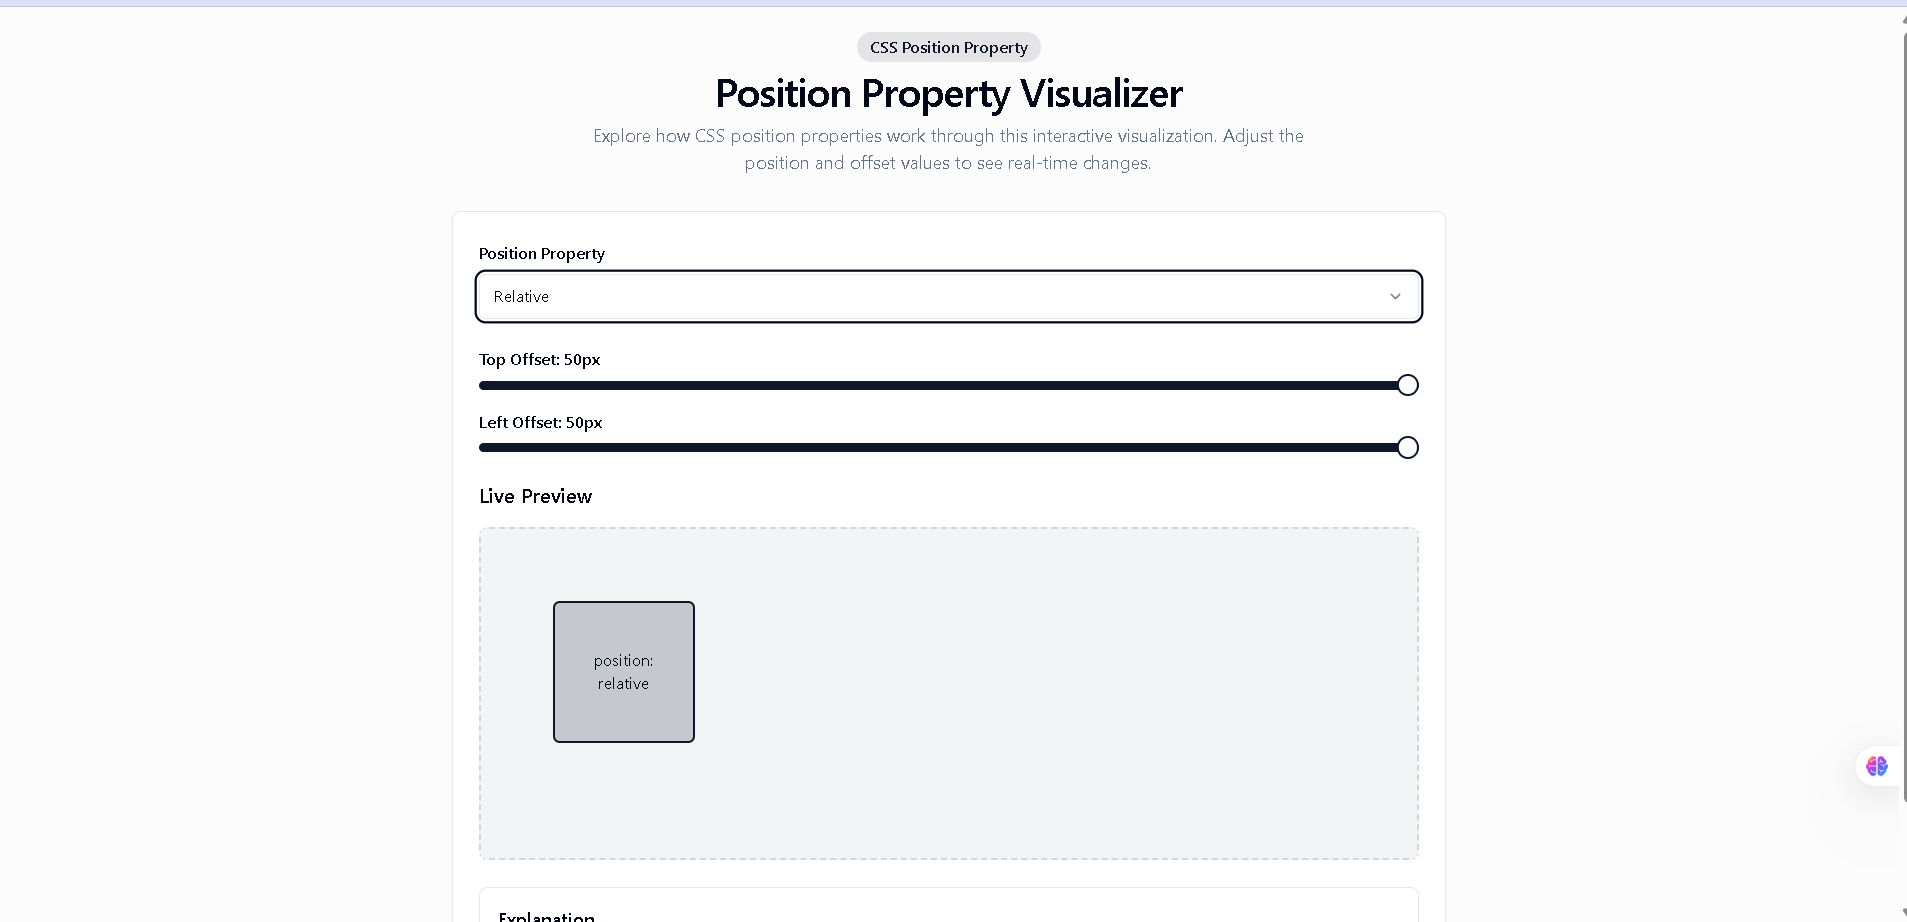 CSS Position Property
Position Property Visualizer
Explore how CSS position properties work through this interactive visualization. Adjust the
position and offset values to see real-time changes.
Position Property
Relative
Top Offset: 50px
Left Offset: 50px
Live Preview
position:
relative
Explanation